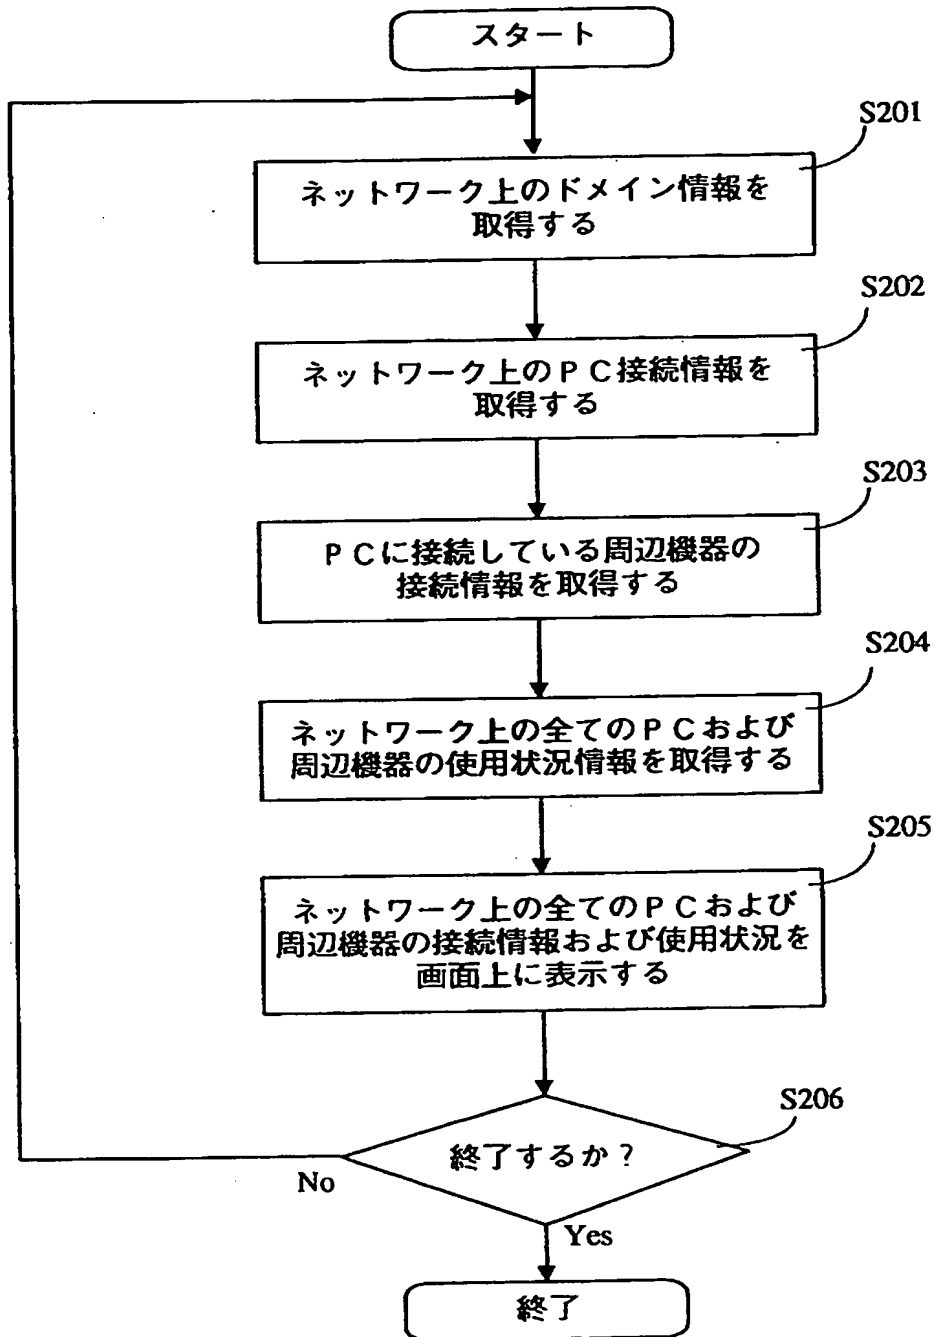 スタート
S201
ネットワーク上のドメイン情報を
取得する
S202
ネットワーク上のPC接続情報を
取得する
S203
PCに接続している周辺機器の
接続情報を取得する
S204
ネットワーク上の全てのPCおよび
周辺機器の使用状況情報を取得する
S205
ネットワーク上の全てのPCおよび
周辺機器の接続情報および使用状況を
画面上に表示する
S206
終了するか?
No
Yes
終了